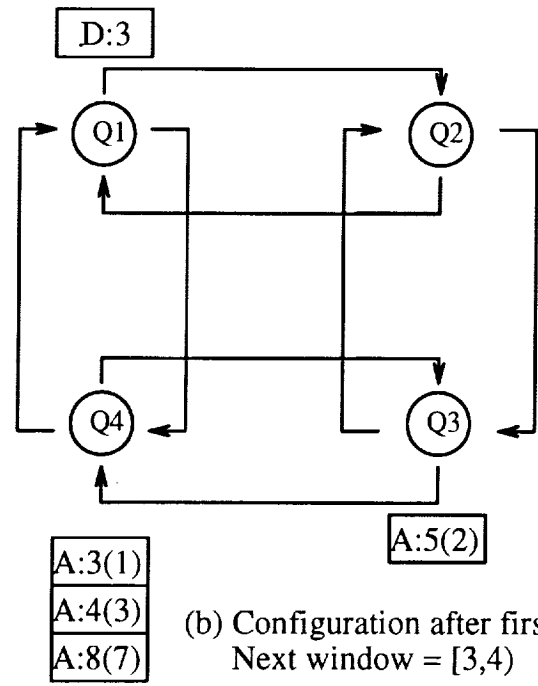 D:3
Q1
Q2
Q4
Q3
A:5(2)
A:3(1)
A:4(3)
A:8(7)
(b) Configuration after
Next window = [3,4)